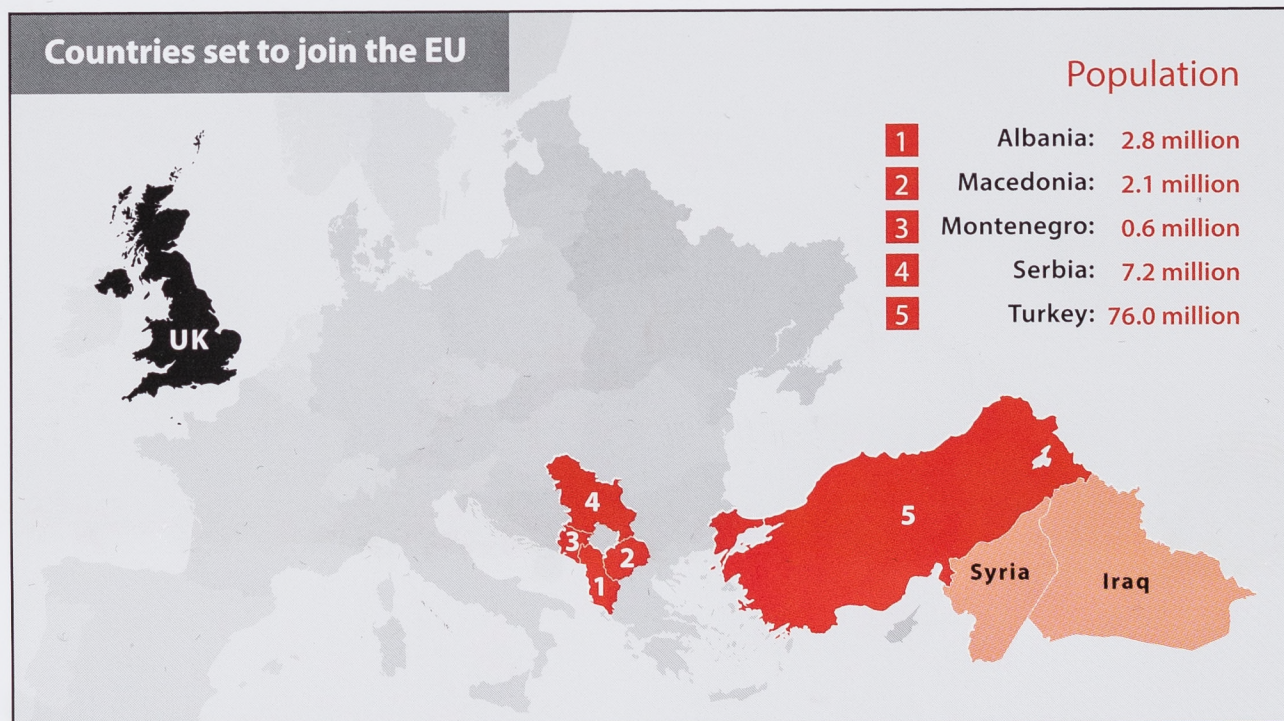 Countries set to join the EU
Population
1 Albania: 2.8 million
2 Macedonia: 2.1 million
3 Montenegro: 0.6 million
4 Serbia: 7.2 million
5 Turkey: 76.0 million
UK
4
5
3
2
1
Syria
Iraq